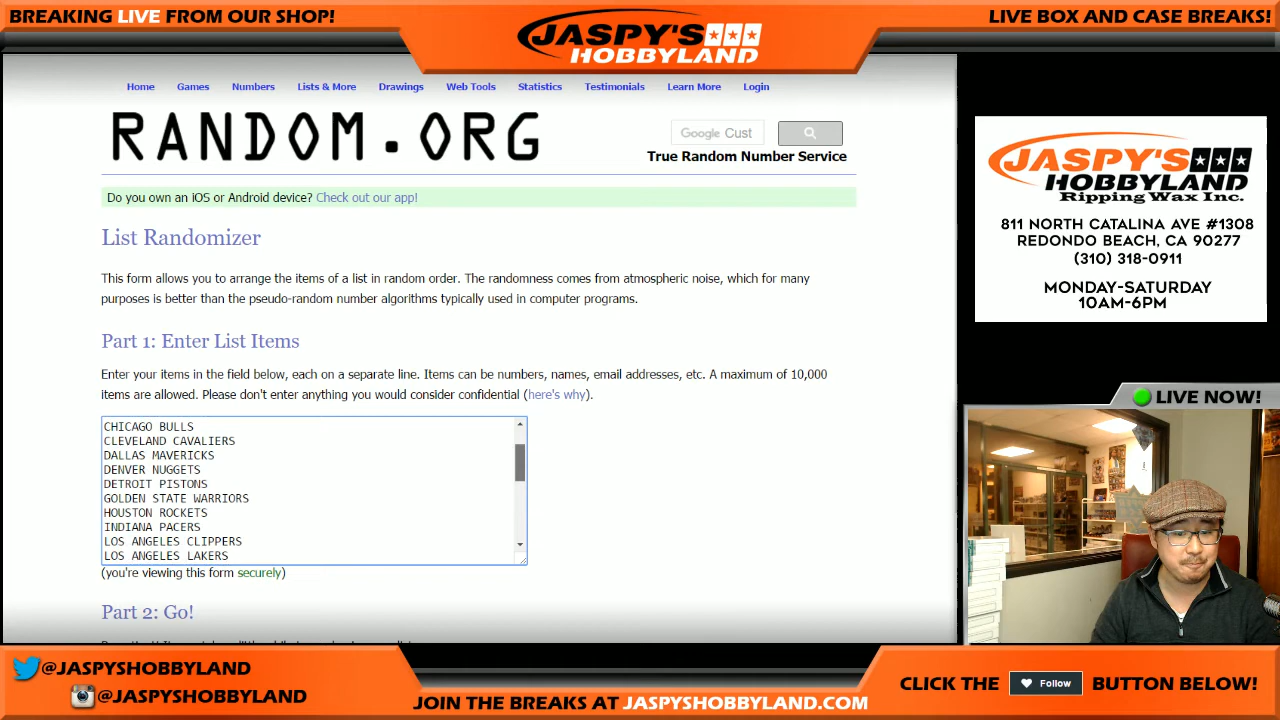 BREAKING LIVE FROM OUR SHOP!
JASPY'S
HOBBYLAND
LIVE BOX AND CASE BREAKS!
Home Games Numbers Lists & More Drawings Web Tools Statistics Testimonials Learn More Login
RANDOM.ORG
Google Cust
True Random Number Service
Do you own an iOS or Android device? Check out our app!
List Randomizer
This form allows you to arrange the items of a list in random order. The randomness comes from atmospheric noise, which for many
purposes is better than the pseudo-random number algorithms typically used in computer programs.
Part 1: Enter List Items
Enter your items in the field below, each on a separate line. Items can be numbers, names, email addresses, etc. A maximum of 10,000
items are allowed. Please don't enter anything you would consider confidential (here's why).
CHICAGO BULLS
CLEVELAND CAVALIERS
DALLAS MAVERICKS
DENVER NUGGETS
DETROIT PISTONS
GOLDEN STATE WARRIORS
HOUSTON ROCKETS
INDIANA PACERS
LOS ANGELES CLIPPERS
LOS ANGELES LAKERS
(you're viewing this form securely)
Part 2: Go!
JASPY'S
HOBBYLAND
Ripping Wax Inc.
811 NORTH CATALINA AVE #1308
REDONDO BEACH, CA 90277
(310) 318-0911
MONDAY-SATURDAY
10AM-6PM
LIVE NOW!
@JASPYSHOBBYLAND
@JASPYSHOBBYLAND
JOIN THE BREAKS AT JASPYSHOBBYLAND.COM
CLICK THE Follow BUTTON BELOW!